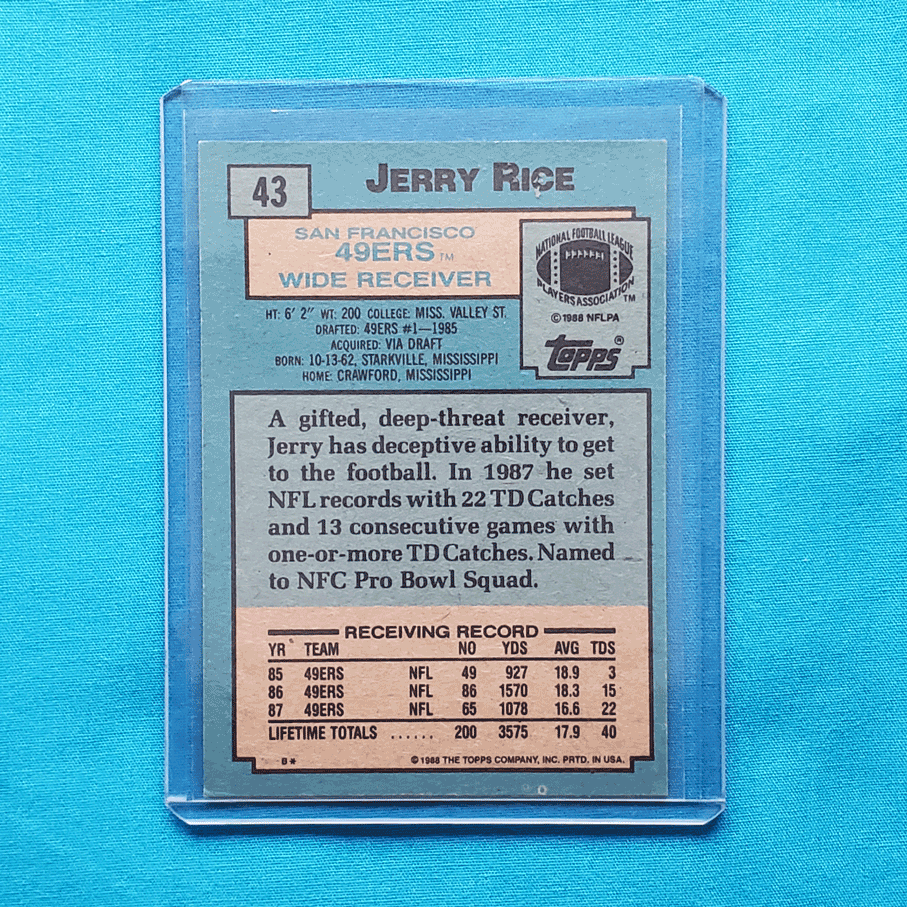 43
JERRY RICE
SAN FRANCISCO
49ERS TM
WIDE RECEIVER
NATIONAL FOOTBALL LEAGUE
PLAYERS ASSOCIATION TM
© 1988 NFLPA
topps®
HT: 6' 2" WT: 200 COLLEGE: MISS. VALLEY ST.
DRAFTED: 49ERS #1—1985
ACQUIRED: VIA DRAFT
BORN: 10-13-62, STARKVILLE, MISSISSIPPI
HOME: CRAWFORD, MISSISSIPPI
A gifted, deep-threat receiver,
Jerry has deceptive ability to get
to the football. In 1987 he set
NFL records with 22 TD Catches
and 13 consecutive games with
one-or-more TD Catches. Named
to NFC Pro Bowl Squad.
RECEIVING RECORD
YR TEAM NO YDS AVG TDS
85 49ERS NFL 49 927 18.9 3
86 49ERS NFL 86 1570 18.3 15
87 49ERS NFL 65 1078 16.6 22
LIFETIME TOTALS ...... 200 3575 17.9 40
B* © 1988 THE TOPPS COMPANY, INC. PRTD. IN USA.